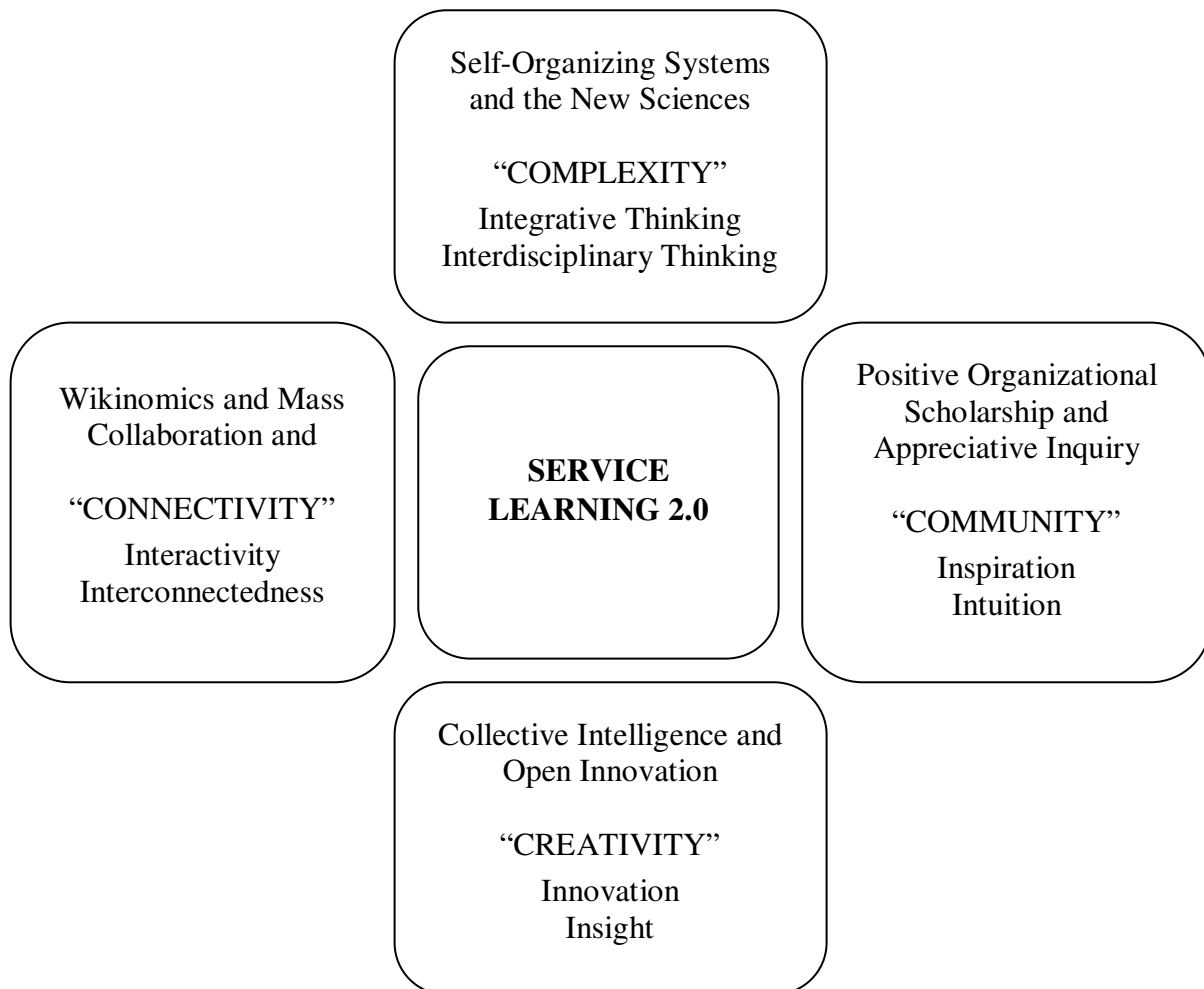 Self-Organizing Systems
and the New Sciences
“COMPLEXITY”
Integrative Thinking
Interdisciplinary Thinking
Wikinomics and Mass
Collaboration and
“CONNECTIVITY”
Interactivity
Interconnectedness
SERVICE
LEARNING 2.0
Positive Organizational
Scholarship and
Appreciative Inquiry
“COMMUNITY”
Inspiration
Intuition
Collective Intelligence and
Open Innovation
“CREATIVITY”
Innovation
Insight